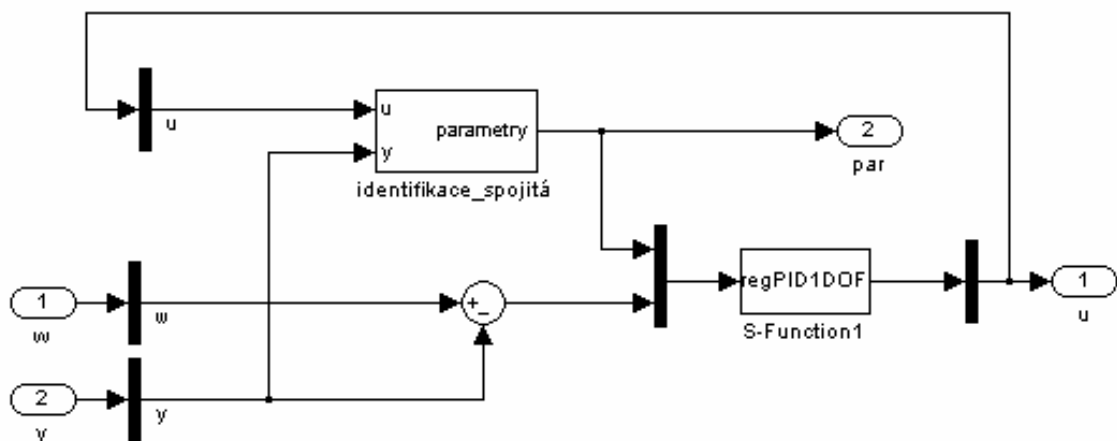 u
u
y
parametry
identifikace_spojitá
2
par
1
w
w
+
-
regPID1DOF
S-Function1
1
u
2
y
y